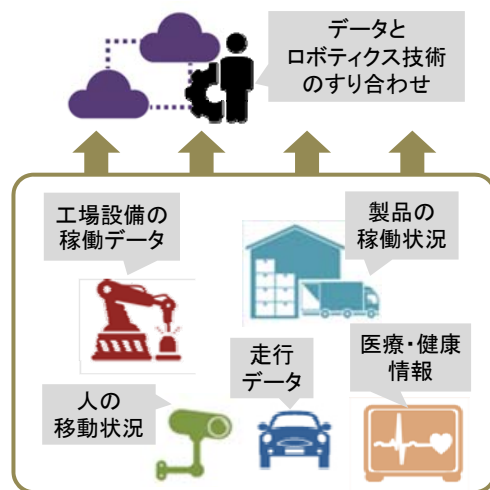 データと
ロボティクス技術
のすり合わせ
工場設備の
稼働データ
製品の
稼働状況
走行
データ
医療・健康
情報
人の
移動状況